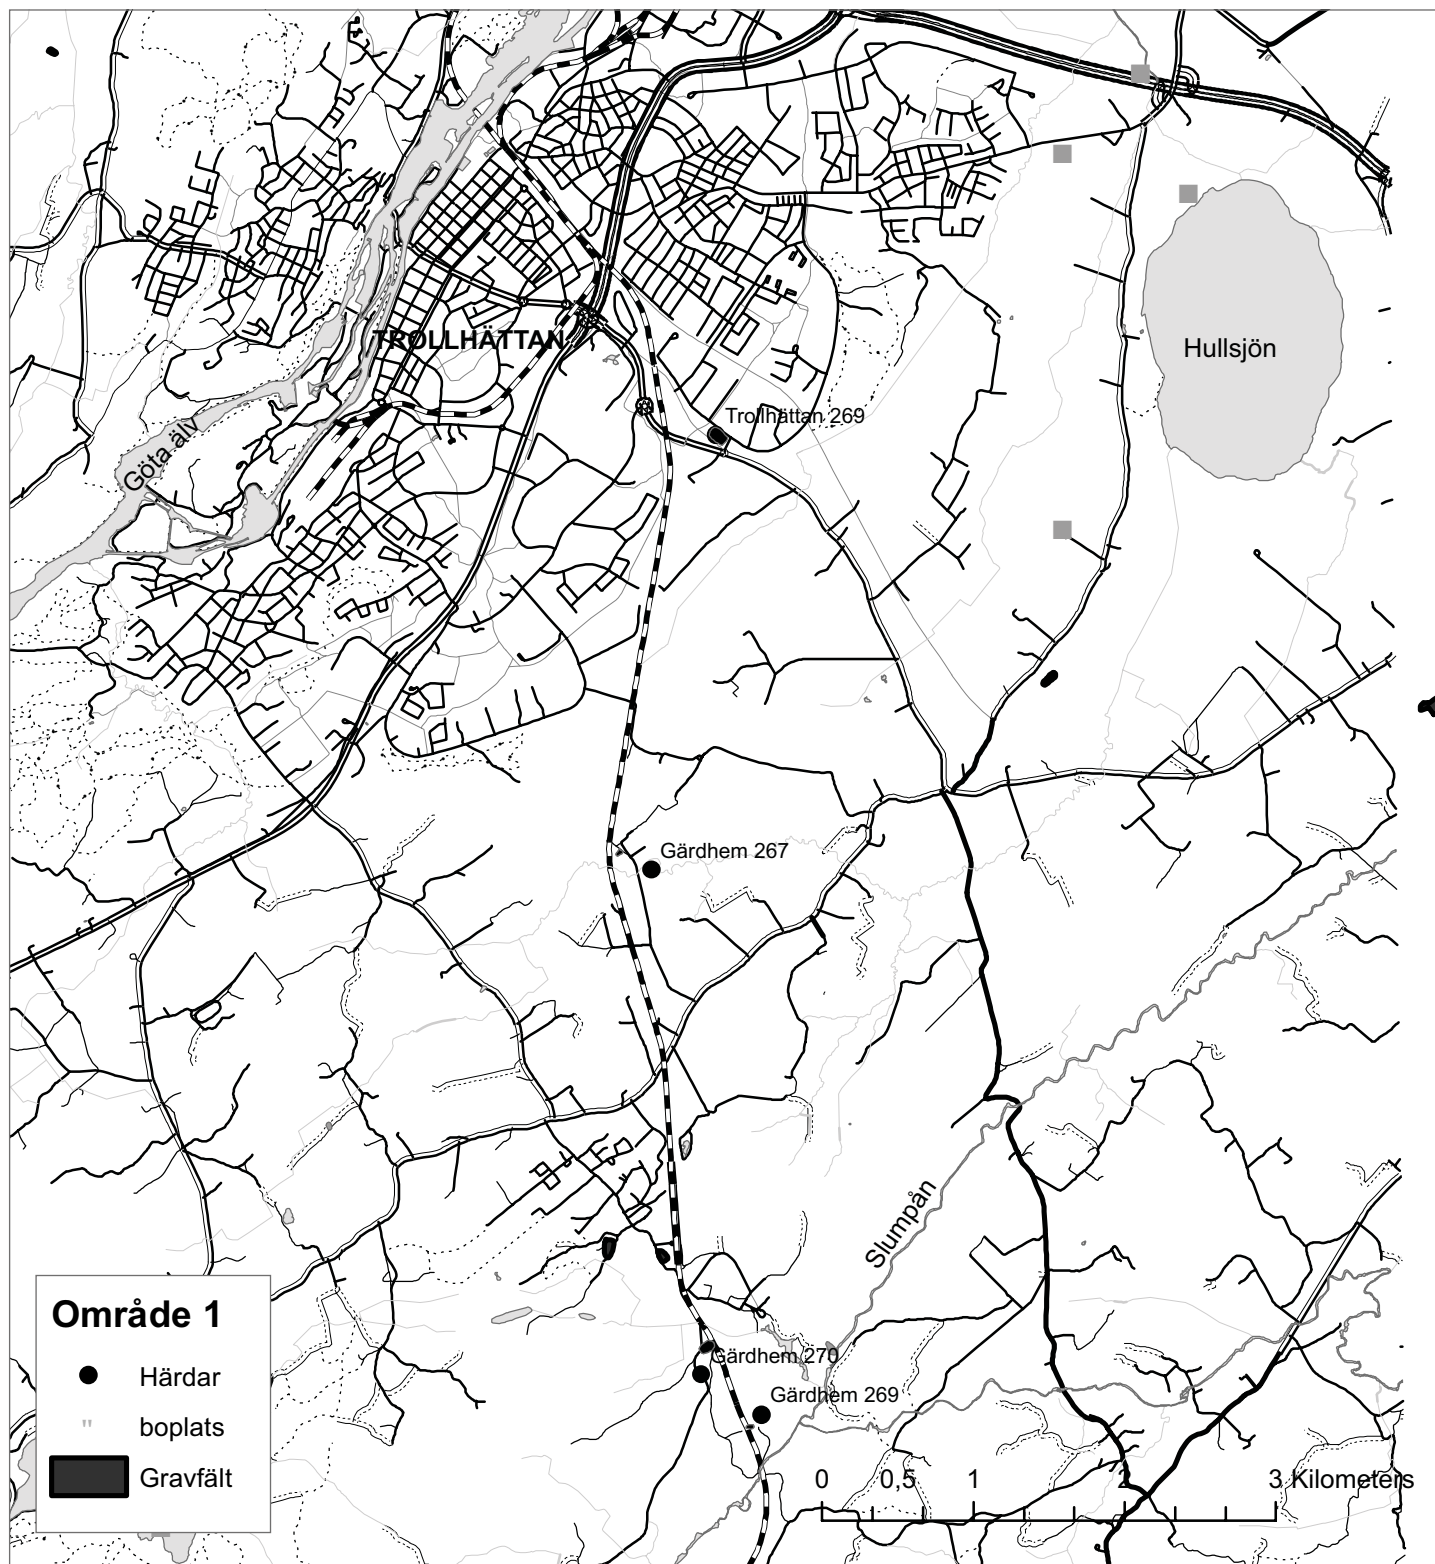 Hullsjön
TROLLHÄTTAN
Trollhättan 269
Göta älv
Gärdhem 267
Slumpån
Område 1
Härdar
" boplats
Gravfält
Gärdhem 270
Gärdhem 269
0 0,5 1 2 3 Kilometers